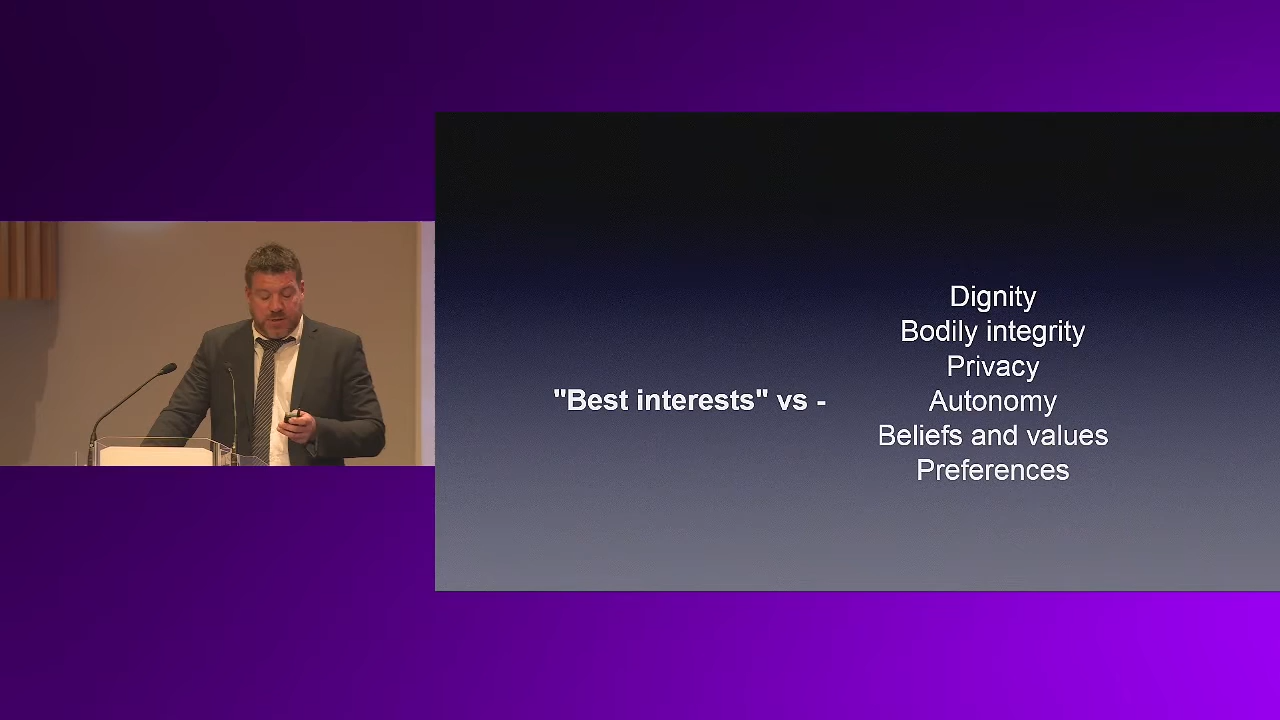 Dignity
Bodily integrity
Privacy
"Best interests" vs -
Autonomy
Beliefs and values
Preferences